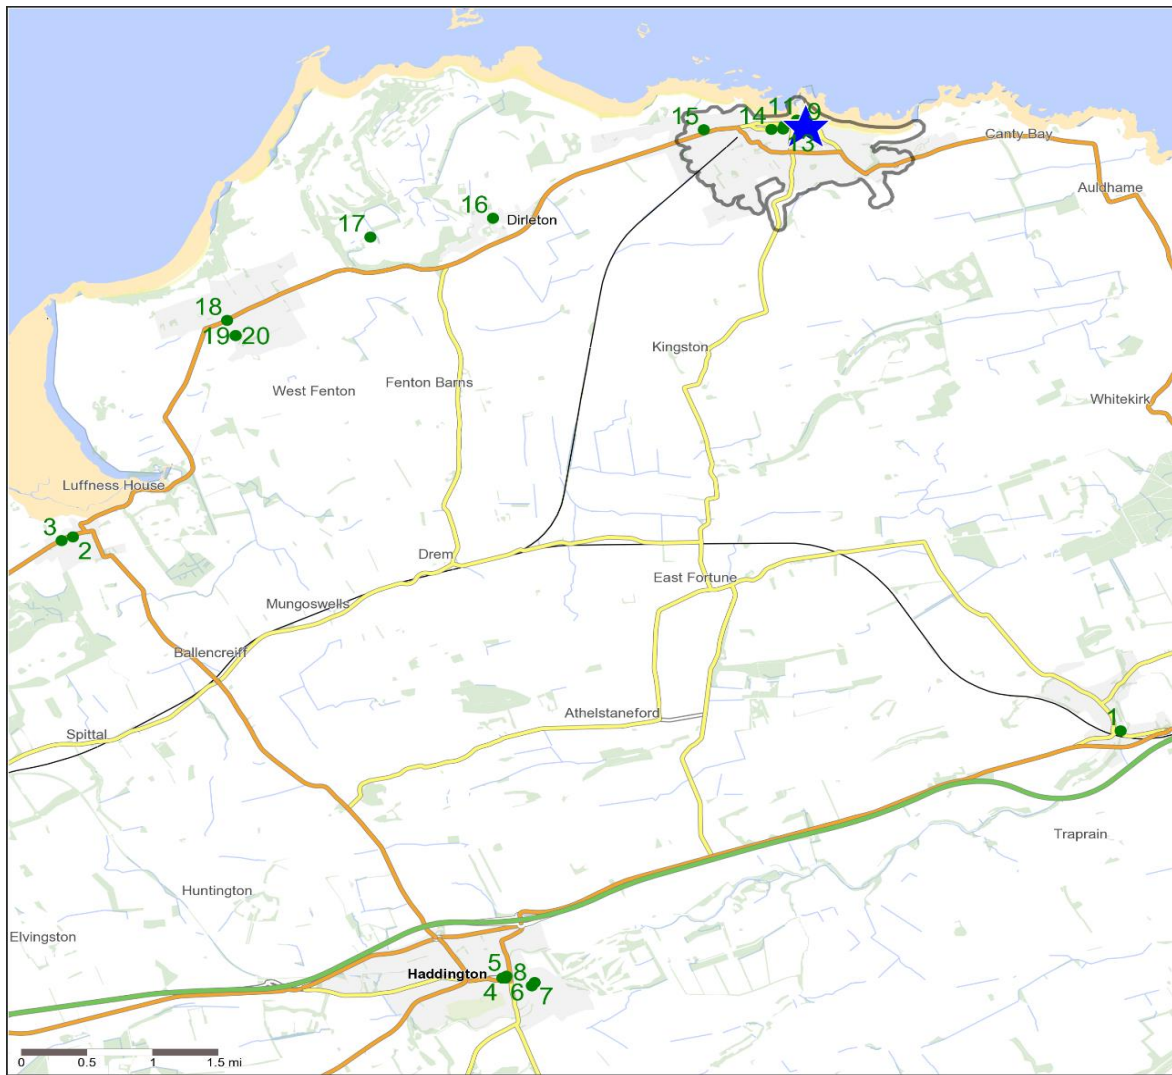 11
9
15
14
13
Canty Bay
Auldhame
16
Dirleton
17
18
19
20
Kingston
West Fenton
Fenton Barns
Whitekirk
Luffness House
3
2
Drem
East Fortune
Mungoswells
Ballencreiff
Athelstaneford
Spittal
1
Traprain
Huntington
Elvingston
Haddington
5
8
4
6
7
0 0.5 1 1.5 mi